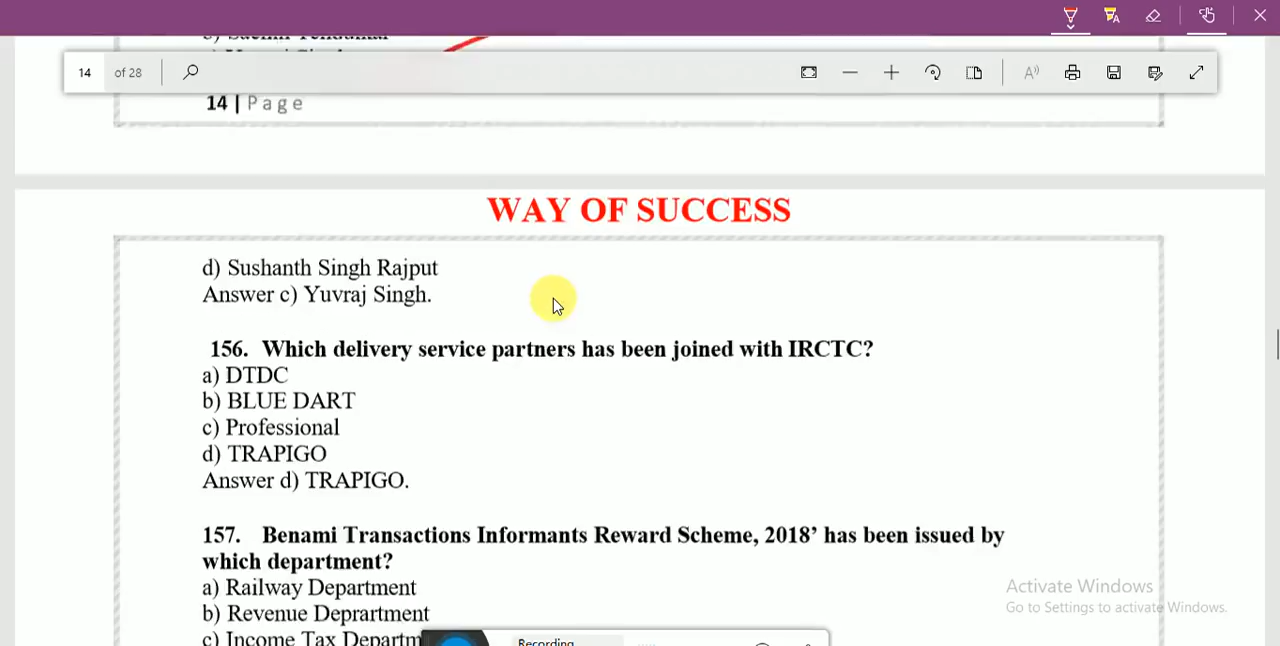 14 of 28
14 | Page
WAY OF SUCCESS
d) Sushanth Singh Rajput
Answer c) Yuvraj Singh.
156. Which delivery service partners has been joined with IRCTC?
a) DTDC
b) BLUE DART
c) Professional
d) TRAPIGO
Answer d) TRAPIGO.
157. Benami Transactions Informants Reward Scheme, 2018’ has been issued by
which department?
a) Railway Department
b) Revenue Deprartment
c) Income Tax Departm
Activate Windows
Go to Settings to activate Windows.
Recording